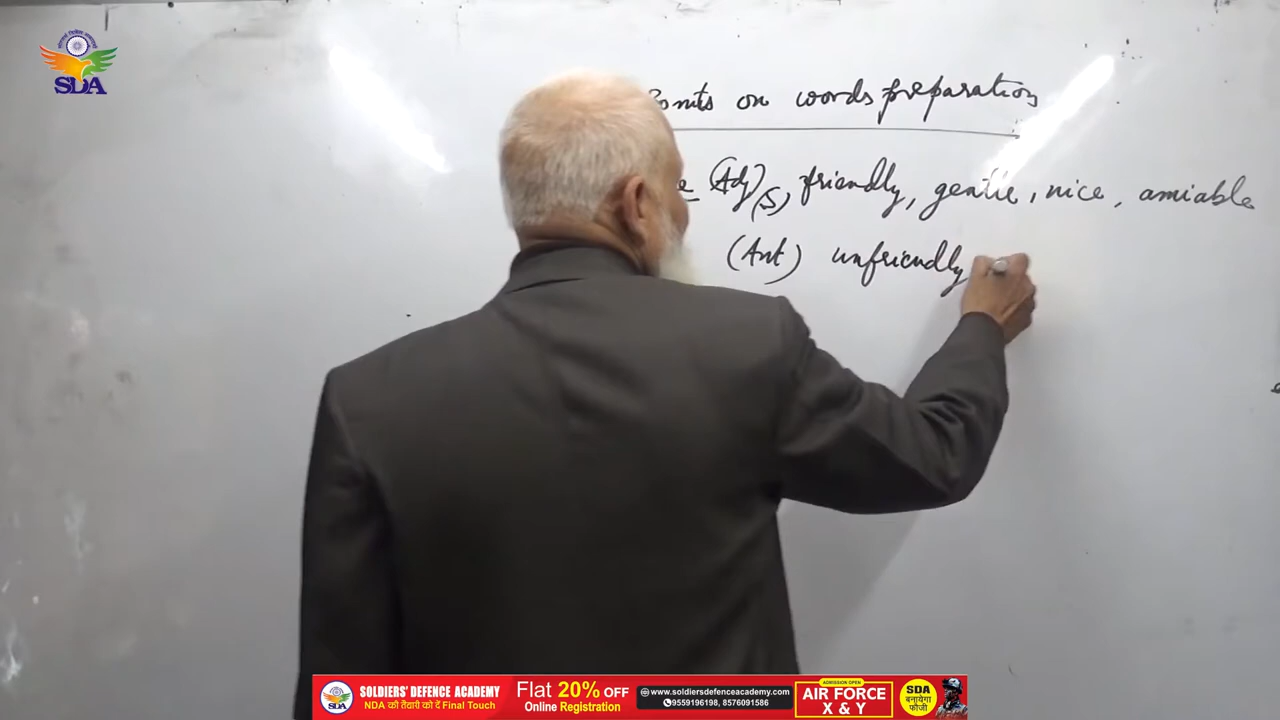 SDA
on words preparation
(Adj) (S) friendly, gentle, nice, amiable
(Ant) unfriendly
SOLDIERS' DEFENCE ACADEMY
NDA की तैयारी को दें Final Touch
Flat 20% OFF
Online Registration
www.soldiersdefenceacademy.com
9559196198, 8576091586
ADMISSION OPEN
AIR FORCE
X & Y
SDA
बनायेगा
फौजी